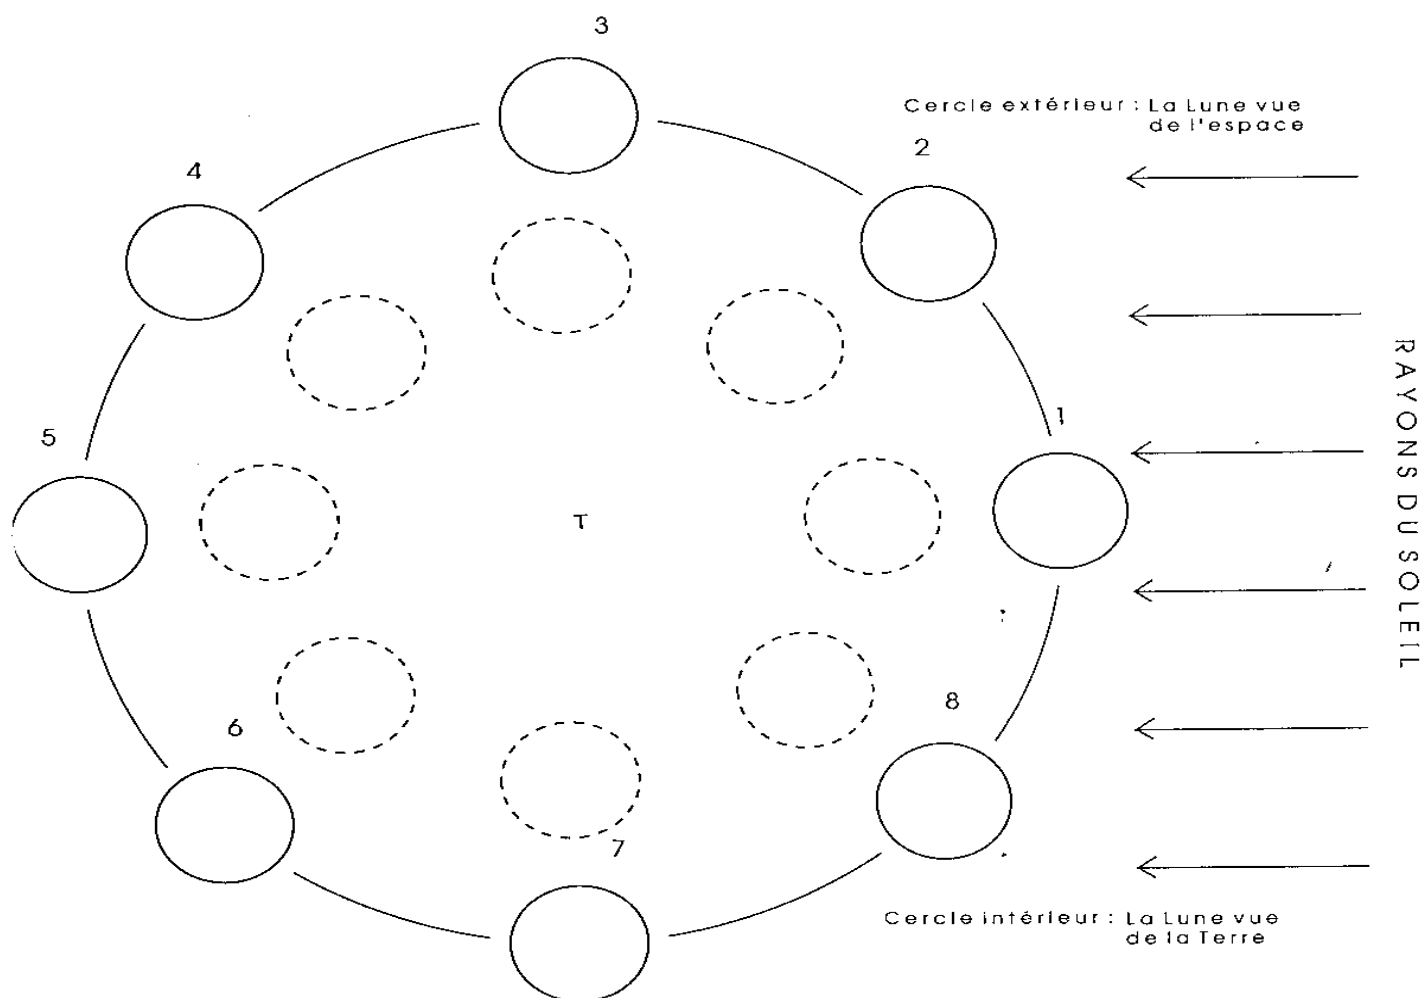 3
Cercle extérieur : La Lune vue
de l'espace
2
4
1
5
T
RAYONS DU SOLEIL
8
6
7
Cercle intérieur : La Lune vue
de la Terre